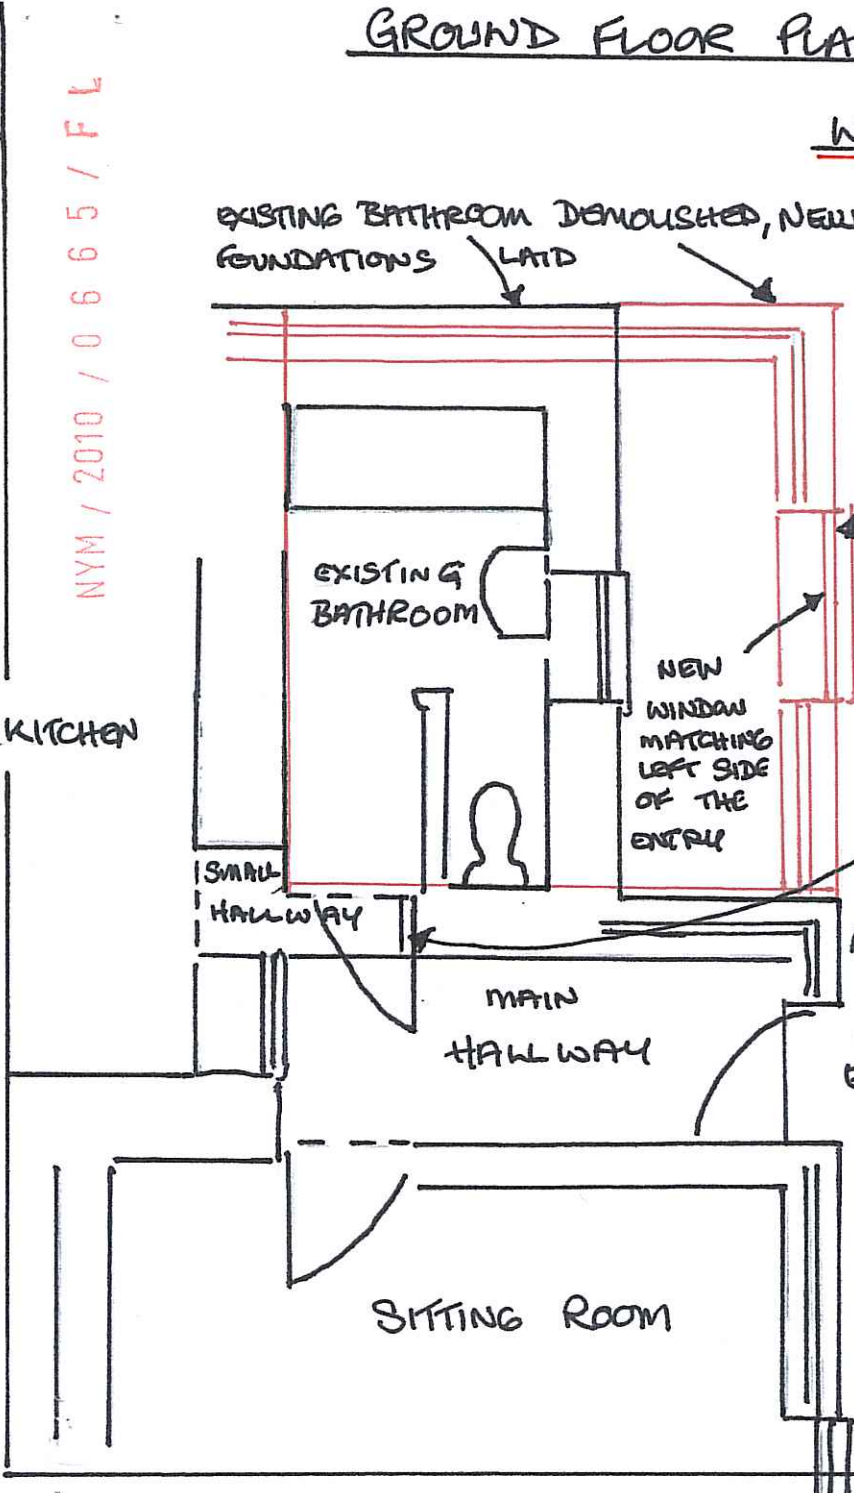 GROUND FLOOR PLA
W
NYM / 2010 / 0665 / FL
EXISTING BATHROOM DEMOLISHED, NEW
FOUNDATIONS LAID
EXISTING
BATHROOM
NEW
WINDOW
MATCHING
LEFT SIDE
OF THE
ENTRY
KITCHEN
SMALL
HALLWAY
MAIN
HALLWAY
E
SITTING ROOM